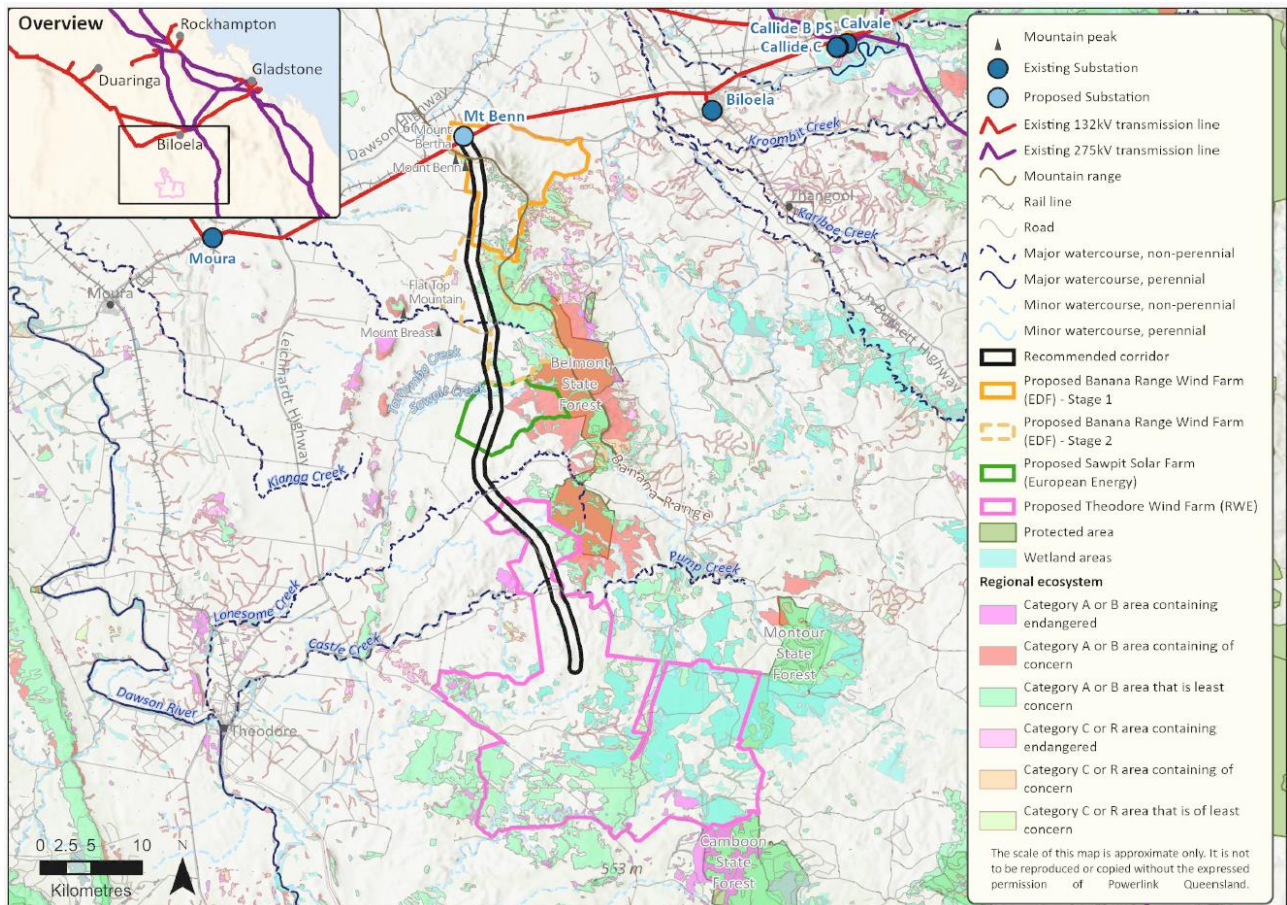 Overview
Rockhampton
Duaringa
Gladstone
Biloela
Callide B PS
Calvale
Callide C
Biloela
Mt Benn
Dawson Highway
Mount
Bertha
Mount Benn
Kroombit Creek
Thangool
Kariboe Creek
Moura
Moura
Flat Top
Mountain
Mount Breast
Leichhardt Highway
Sawpit Creek
Belmont
State
Forest
Burnett Highway
Kianga Creek
Banana Range
Pump Creek
Lonesome Creek
Castle Creek
Montour
State
Forest
Dawson River
Theodore
Camboon
State
Forest
553 m
0 2.5 5 10
Kilometres
N
Mountain peak
Existing Substation
Proposed Substation
Existing 132kV transmission line
Existing 275kV transmission line
Mountain range
Rail line
Road
Major watercourse, non-perennial
Major watercourse, perennial
Minor watercourse, non-perennial
Minor watercourse, perennial
Recommended corridor
Proposed Banana Range Wind Farm
(EDF) - Stage 1
Proposed Banana Range Wind Farm
(EDF) - Stage 2
Proposed Sawpit Solar Farm
(European Energy)
Proposed Theodore Wind Farm (RWE)
Protected area
Wetland areas
Regional ecosystem
Category A or B area containing
endangered
Category A or B area containing of
concern
Category A or B area that is least
concern
Category C or R area containing
endangered
Category C or R area containing of
concern
Category C or R area that is of least
concern
The scale of this map is approximate only. It is not
to be reproduced or copied without the expressed
permission of Powerlink Queensland.